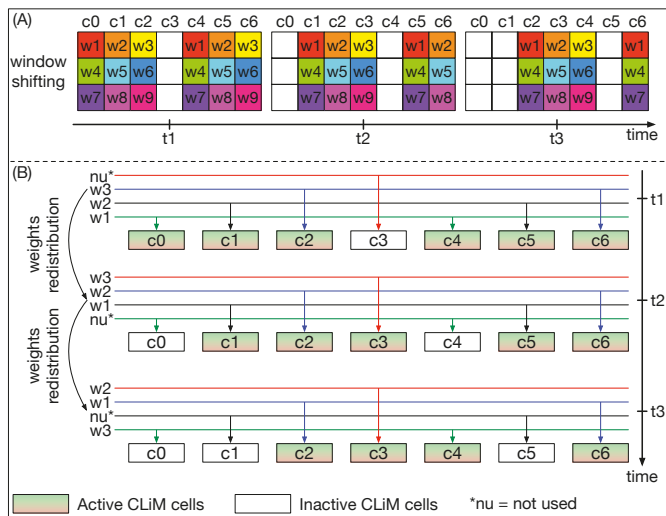 (A) c0 c1 c2 c3 c4 c5 c6 c0 c1 c2 c3 c4 c5 c6 c0 c1 c2 c3 c4 c5 c6
w1 w2 w3 w1 w2 w3 w1 w2 w3 w1 w2 w1 w2 w3 w1
window shifting
w4 w5 w6 w4 w5 w6 w4 w5 w6 w4 w5 w4 w5 w6 w4
w7 w8 w9 w7 w8 w9 w7 w8 w9 w7 w8 w7 w8 w9 w7
t1 t2 t3 time
(B)
nu*
w3
w2
w1
t1
c0 c1 c2 c3 c4 c5 c6
weights
redistribution
w3
w2
w1
nu*
t2
c0 c1 c2 c3 c4 c5 c6
weights
redistribution
w2
w1
nu*
w3
t3
c0 c1 c2 c3 c4 c5 c6
time
Active CLiM cells Inactive CLiM cells *nu = not used